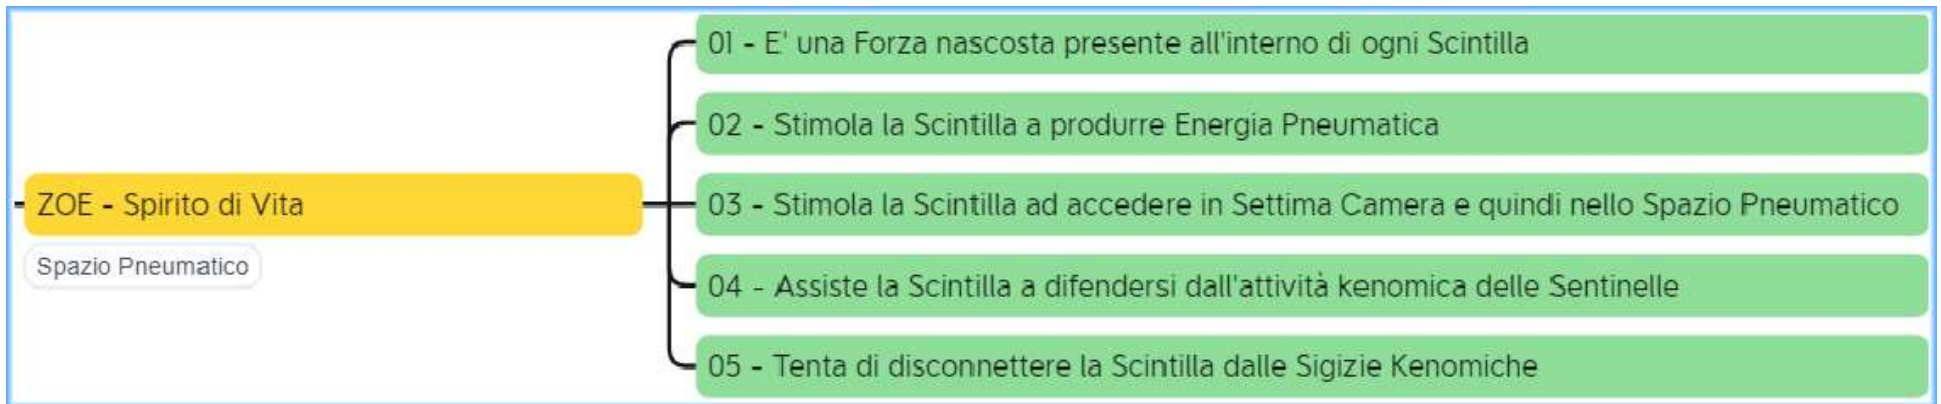 ZOE - Spirito di Vita
Spazio Pneumatico
01 - E' una Forza nascosta presente all'interno di ogni Scintilla
02 - Stimola la Scintilla a produrre Energia Pneumatica
03 - Stimola la Scintilla ad accedere in Settima Camera e quindi nello Spazio Pneumatico
04 - Assiste la Scintilla a difendersi dall'attività kenomica delle Sentinelle
05 - Tenta di disconnettere la Scintilla dalle Sigizie Kenomiche